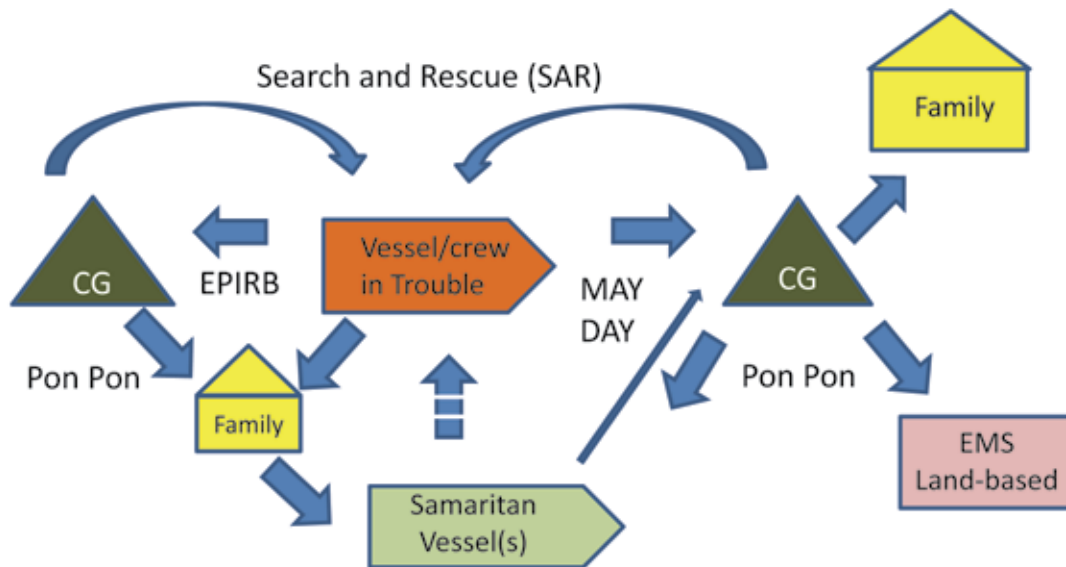 Search and Rescue (SAR)
Family
CG
EPIRB
Vessel/crew
in Trouble
MAY
DAY
CG
Pon Pon
Family
Pon Pon
EMS
Land-based
Samaritan
Vessel(s)